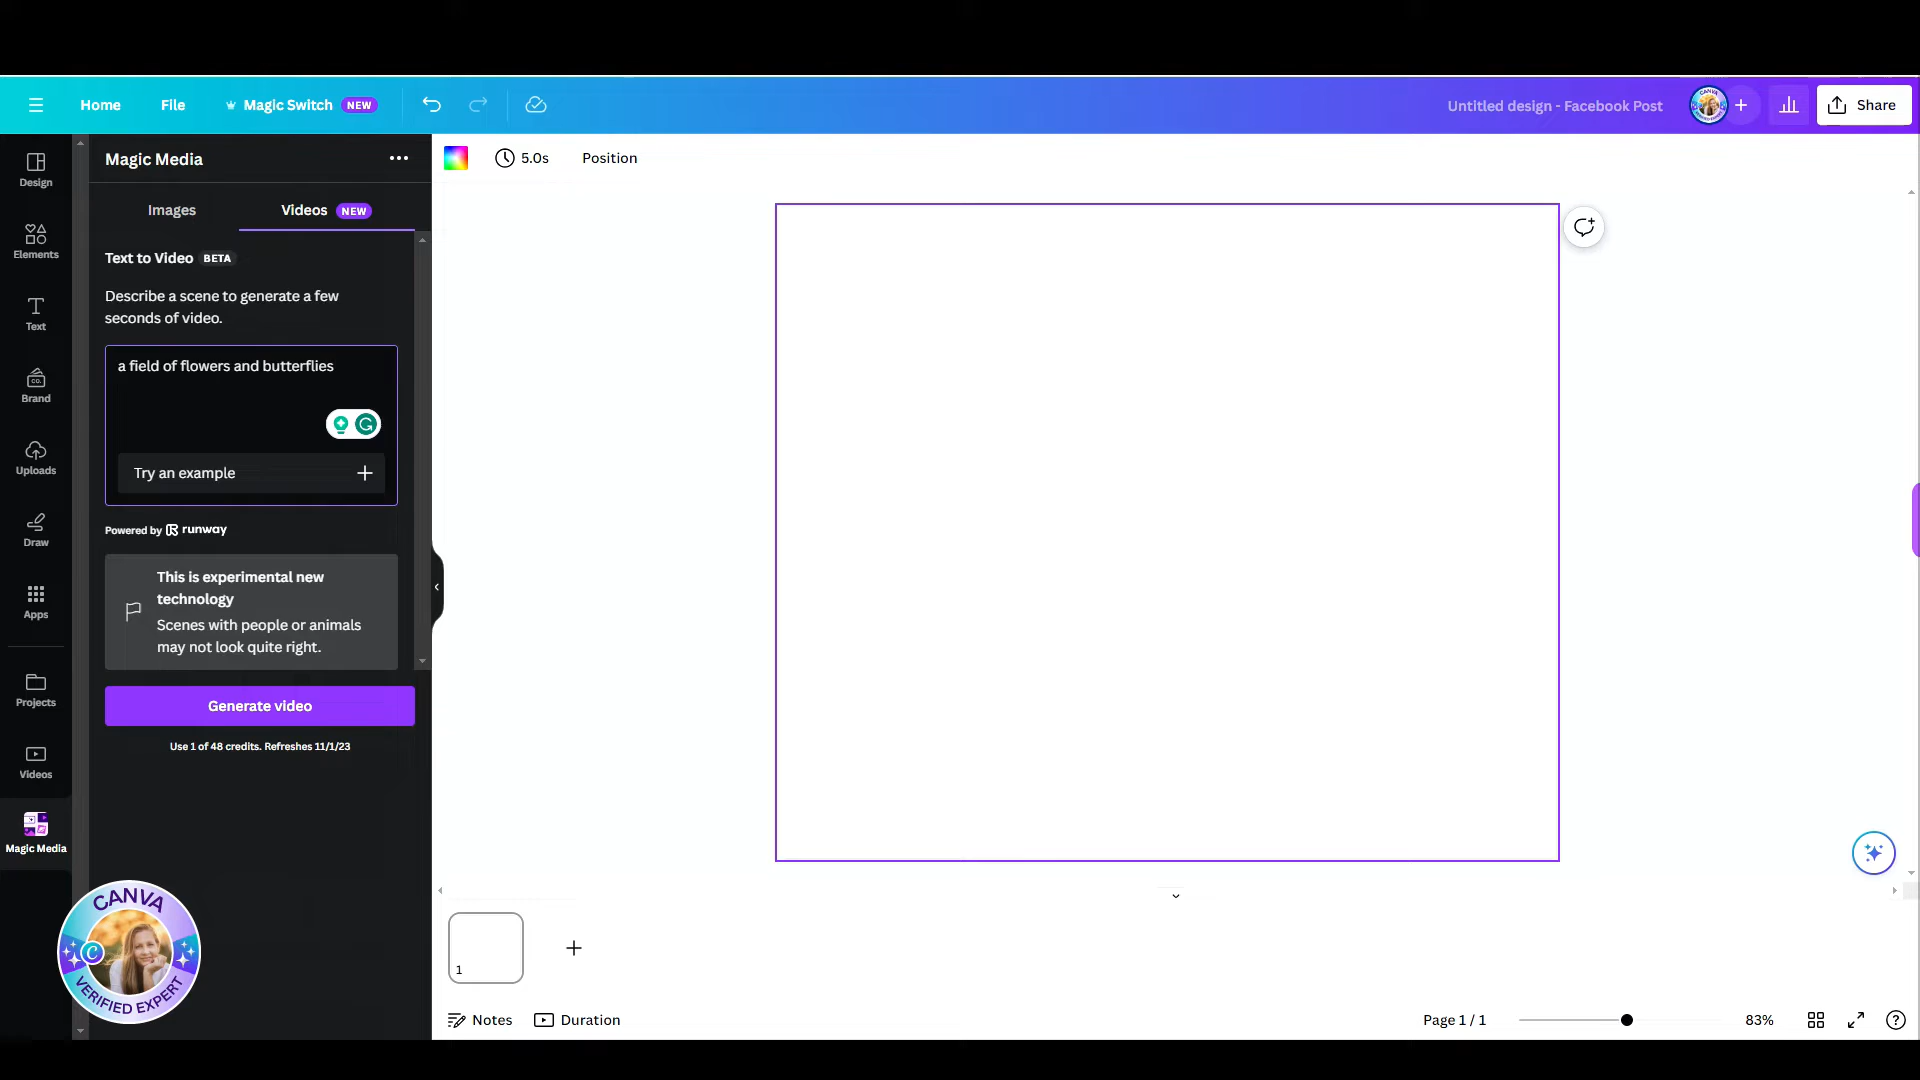 Home
File
Magic Switch NEW
Untitled design - Facebook Post
CANVA
VERIFIED EXPERT
Share
Design
Elements
Text
CO.
Brand
Uploads
Draw
Apps
Projects
Videos
Magic Media
Magic Media
Images
Videos NEW
Text to Video BETA
Describe a scene to generate a few
seconds of video.
a field of flowers and butterflies
Try an example
Powered by runway
This is experimental new
technology
Scenes with people or animals
may not look quite right.
Generate video
Use 1 of 48 credits. Refreshes 11/1/23
5.0s
Position
1
Notes
Duration
Page 1 / 1
83%
CANVA
VERIFIED EXPERT